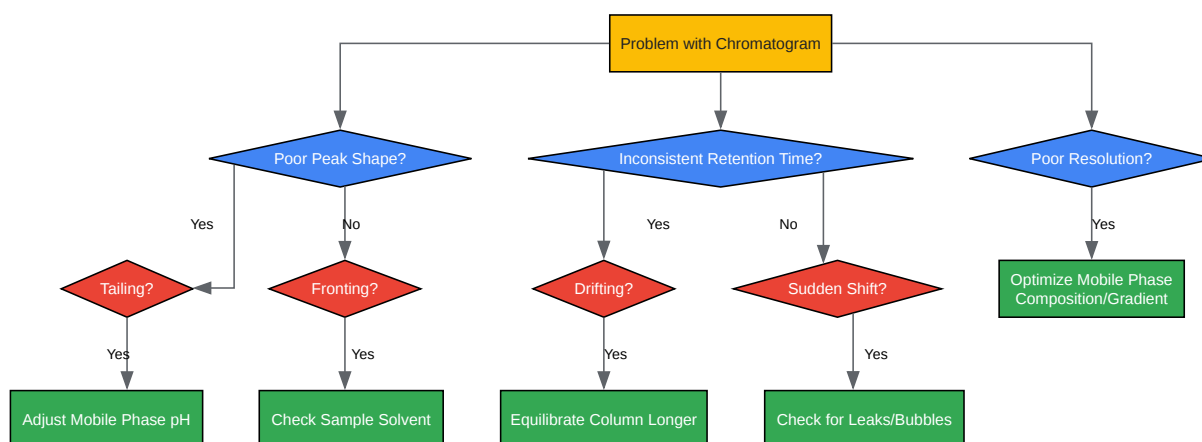 Problem with Chromatogram
Poor Peak Shape?
Inconsistent Retention Time?
Poor Resolution?
Yes
No
Yes
No
Yes
Tailing?
Fronting?
Drifting?
Sudden Shift?
Optimize Mobile Phase
Composition/Gradient
Yes
Yes
Yes
Yes
Adjust Mobile Phase pH
Check Sample Solvent
Equilibrate Column Longer
Check for Leaks/Bubbles